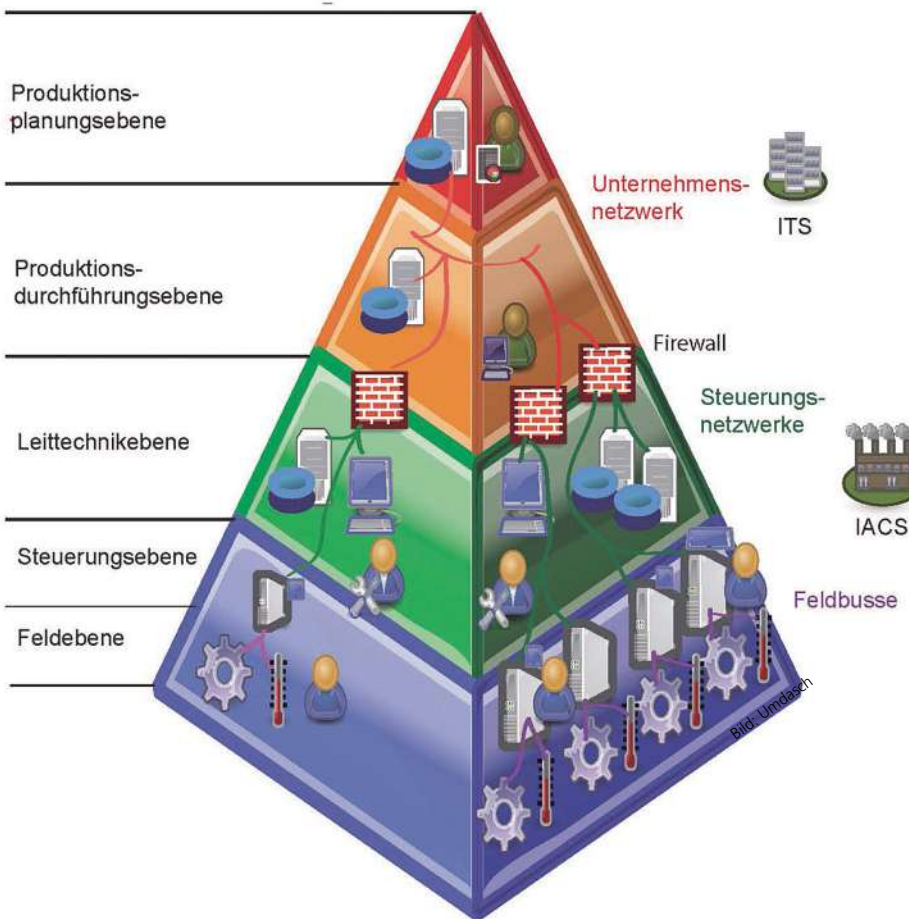 Produktions-
planungsebene
Unternehmens-
netzwerk
ITS
Produktions-
durchführungsebene
Firewall
Steuerungs-
netzwerke
Leittechnikebene
IACS
Steuerungsebene
Feldbusse
Feldebene
Bild: Umdasch